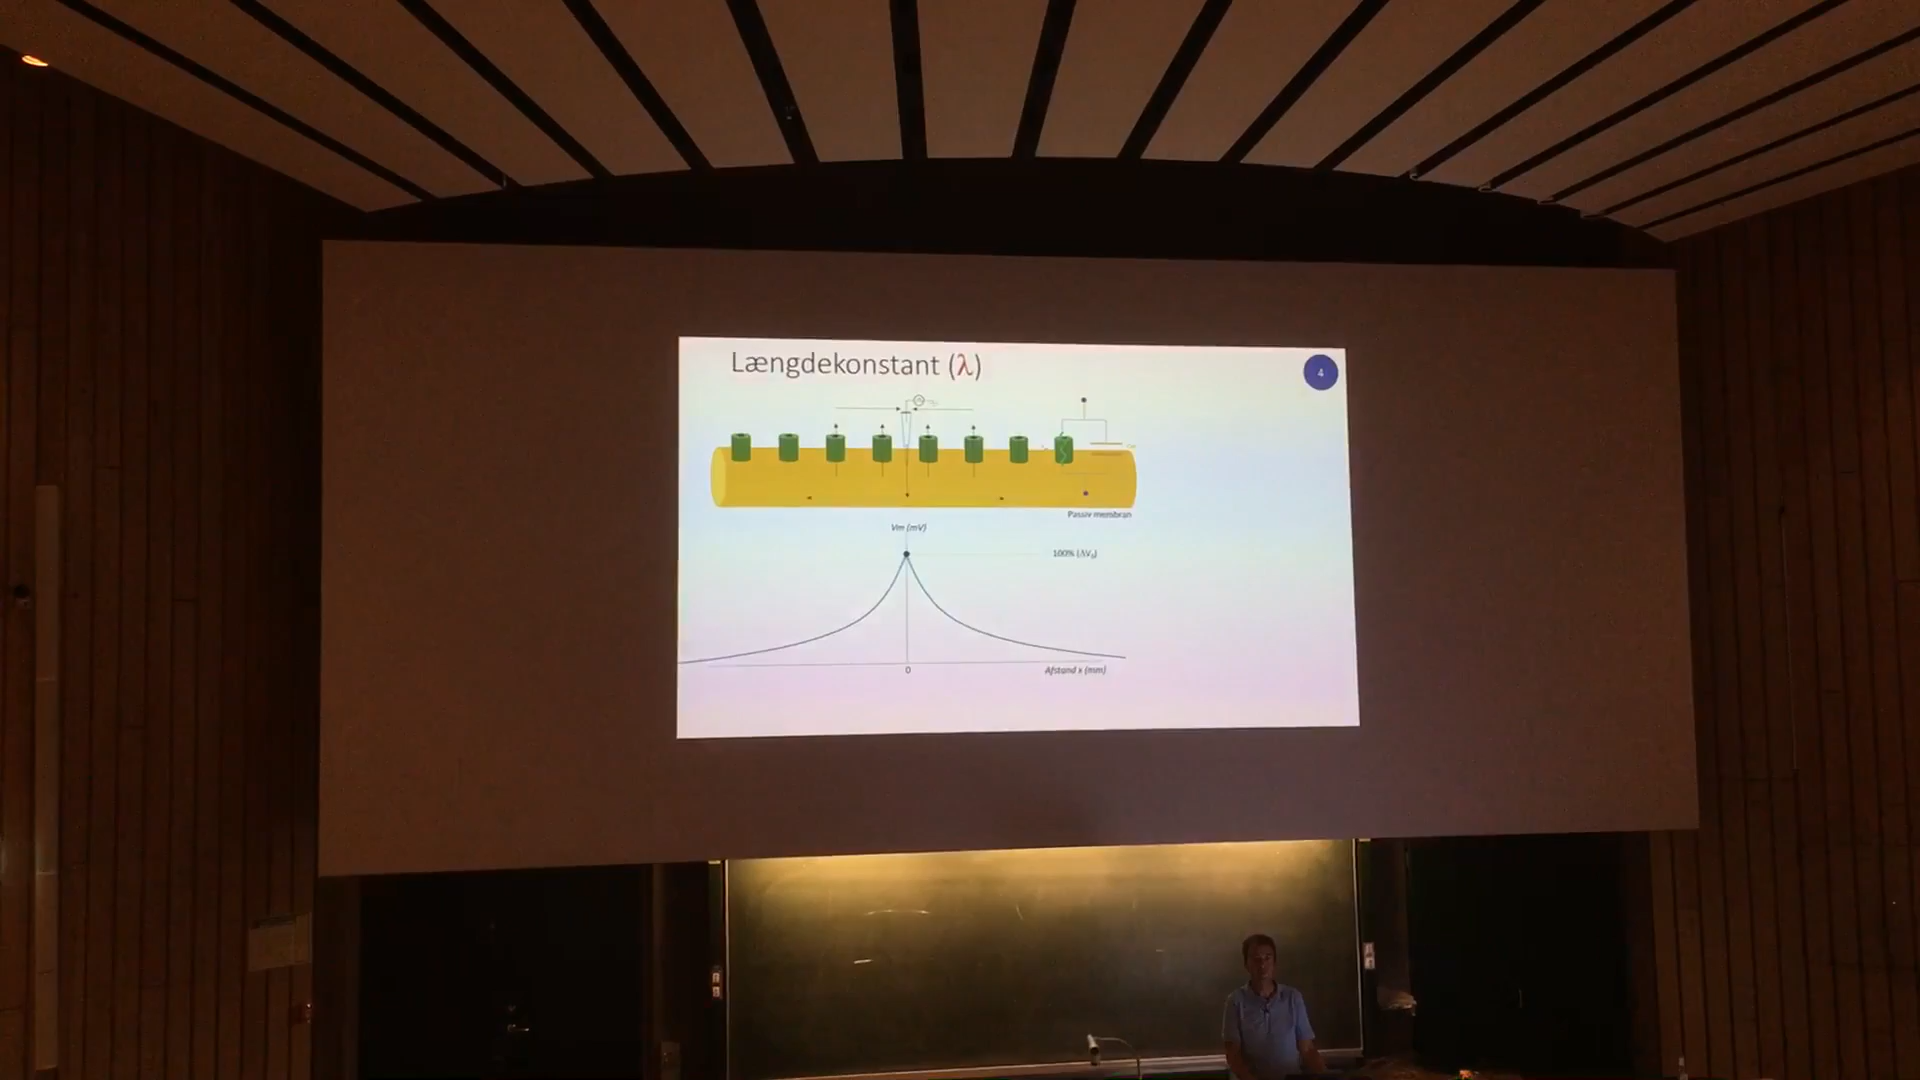 Længdekonstant (λ)
4
Passiv membran
Vm (mV)
100% (ΔV₀)
0
Afstand x (mm)